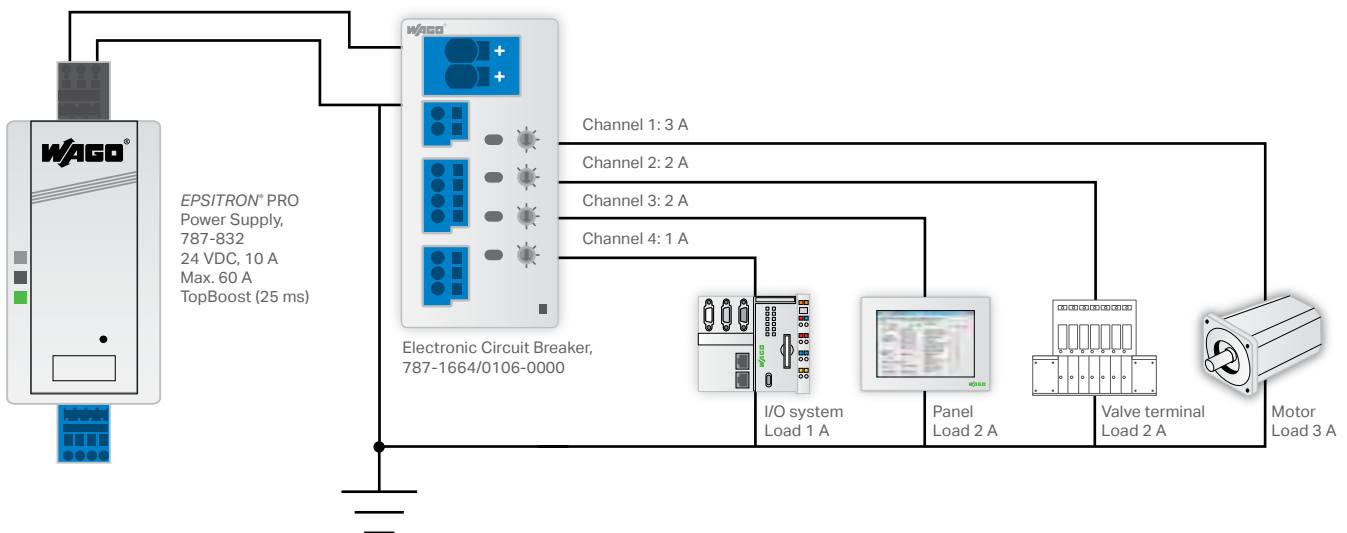 WAGO
+
+
WAGO®
EPSITRON® PRO
Power Supply,
787-832
24 VDC, 10 A
Max. 60 A
TopBoost (25 ms)
Electronic Circuit Breaker,
787-1664/0106-0000
Channel 1: 3 A
Channel 2: 2 A
Channel 3: 2 A
Channel 4: 1 A
WAGO
WAGO
I/O system
Load 1 A
Panel
Load 2 A
Valve terminal
Load 2 A
Motor
Load 3 A